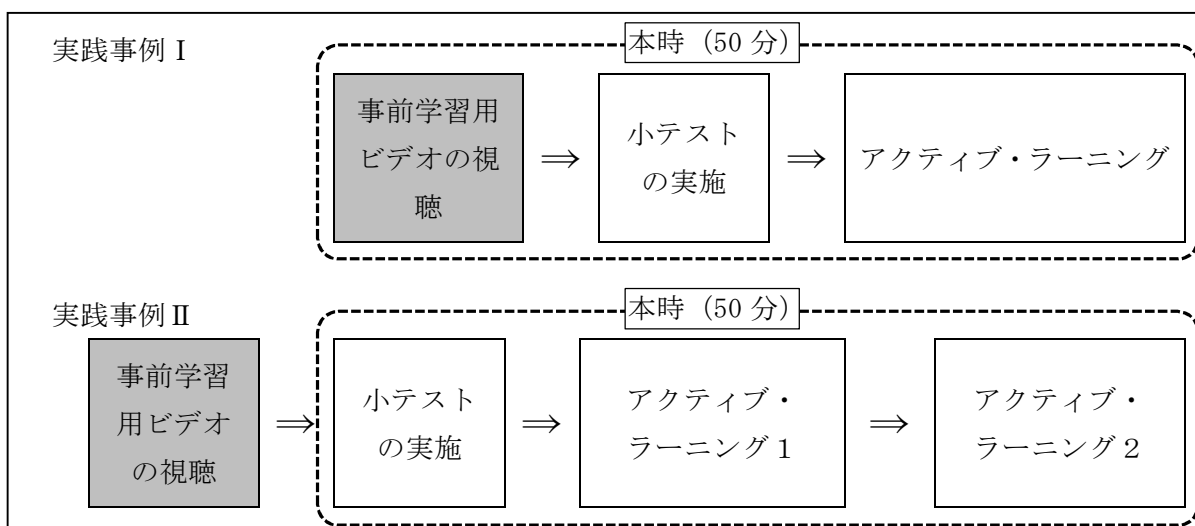 実践事例Ⅰ
本時（50 分）
事前学習用
ビデオの視
聴
⇒
小テスト
の実施
⇒
アクティブ・ラーニング
実践事例Ⅱ
本時（50 分）
事前学習
用ビデオ
の視聴
⇒
小テスト
の実施
⇒
アクティブ・
ラーニング１
⇒
アクティブ・
ラーニング２